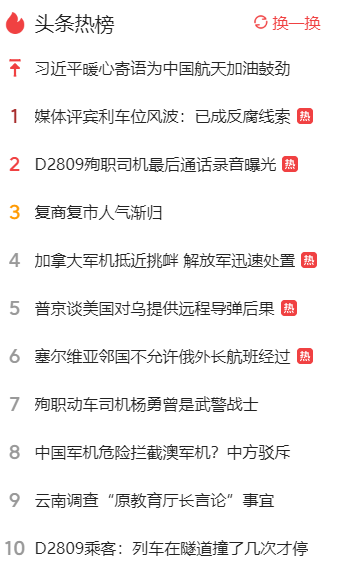 头条热榜
换一换
习近平暖心寄语为中国航天加油鼓劲
1 媒体评宾利车位风波：已成反腐线索 热
2 D2809殉职司机最后通话录音曝光 热
3 复商复市人气渐归
4 加拿大军机抵近挑衅 解放军迅速处置 热
5 普京谈美国对乌提供远程导弹后果 热
6 塞尔维亚邻国不允许俄外长航班经过 热
7 殉职动车司机杨勇曾是武警战士
8 中国军机危险拦截澳军机？中方驳斥
9 云南调查“原教育厅长言论”事宜
10 D2809乘客：列车在隧道撞了几次才停